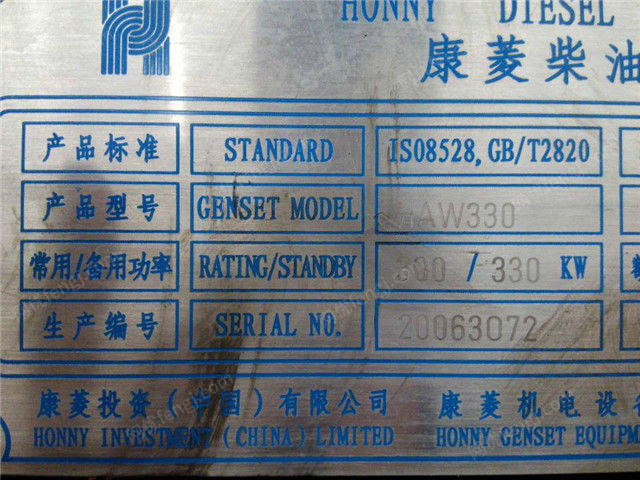 HONNY DIESEL
康菱柴油
产品标准 STANDARD ISO8528,GB/T2820
产品型号 GENSET MODEL AW330
常用/备用功率 RATING/STANDBY 300 / 330 KW
生产编号 SERIAL NO. 20063072
康菱投资(中国)有限公司 康菱机电设备
HONNY INVESTMENT(CHINA)LIMITED HONNY GENSET EQUIPM